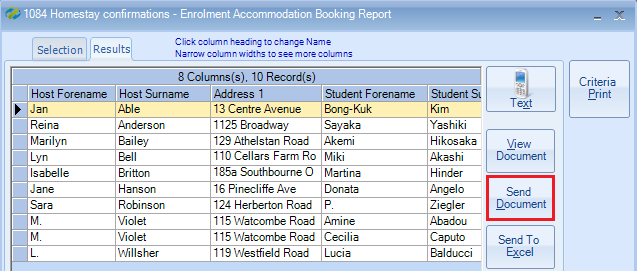 1084 Homestay confirmations - Enrolment Accommodation Booking Report
Selection Results
Click column heading to change Name
Narrow column widths to see more columns
8 Columns(s), 10 Record(s)
Host Forename Host Surname Address 1 Student Forename Student Su
Jan Able 13 Centre Avenue Bong-Kuk Kim
Reina Anderson 1125 Broadway Sayaka Yashiki
Marilyn Bailey 129 Athelstan Road Akemi Hikosaka
Lyn Bell 110 Cellars Farm Ro Miki Akashi
Isabelle Britton 185a Southbourne O Martina Hinder
Jane Hanson 16 Pinecliffe Ave Donata Angelo
Sara Robinson 124 Herberton Road P. Ziegler
M. Violet 115 Watcombe Road Amine Abadou
M. Violet 115 Watcombe Road Cecilia Caputo
L. Willsher 119 Westfield Road Lucia Balducci
Text
View
Document
Send
Document
Send To
Excel
Criteria
Print